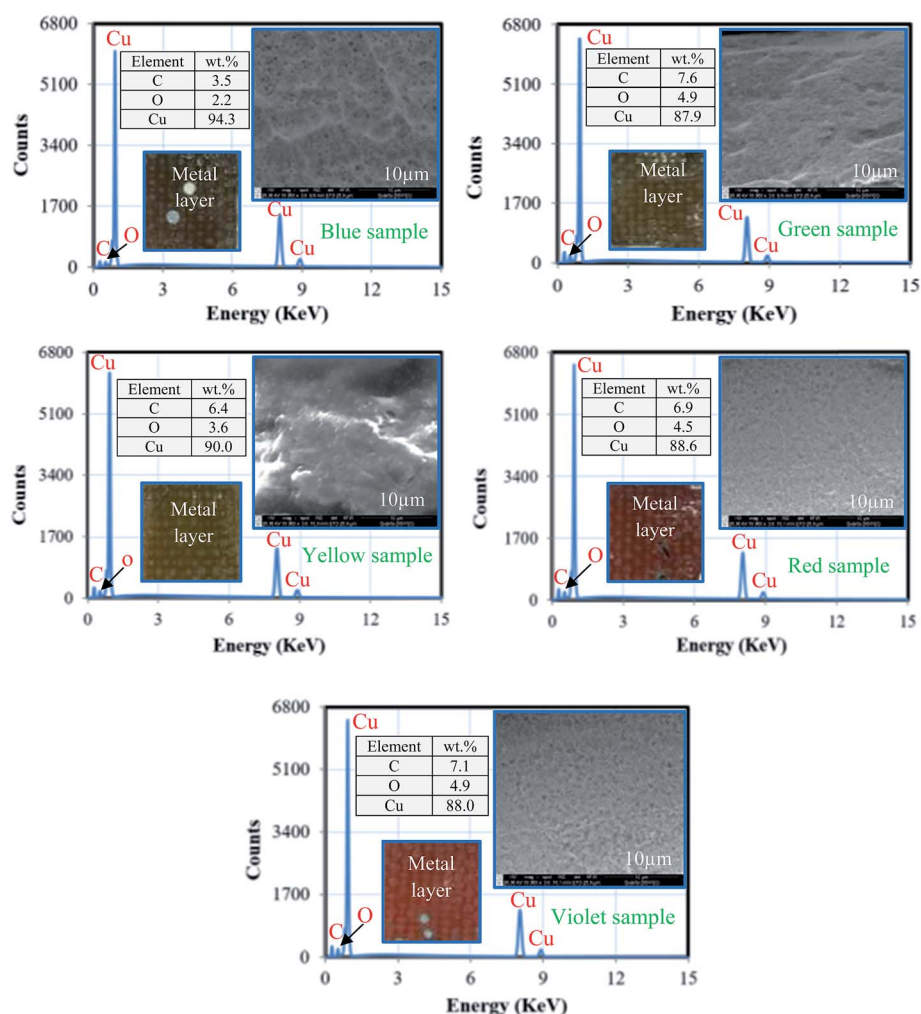 6800
5100
3400
1700
0
Counts
Cu
Element wt.%
C 3.5
O 2.2
Cu 94.3
Metal
layer
10µm
C O
Cu
Cu
Blue sample
0 3 6 9 12 15
Energy (KeV)
6800
5100
3400
1700
0
Counts
Cu
Element wt.%
C 7.6
O 4.9
Cu 87.9
Metal
layer
10µm
C O
Cu
Cu
Green sample
0 3 6 9 12 15
Energy (KeV)
6800
5100
3400
1700
0
Counts
Cu
Element wt.%
C 6.4
O 3.6
Cu 90.0
Metal
layer
10µm
C o
Cu
Cu
Yellow sample
0 3 6 9 12 15
Energy (KeV)
6800
5100
3400
1700
0
Counts
Cu
Element wt.%
C 6.9
O 4.5
Cu 88.6
Metal
layer
10µm
C O
Cu
Cu
Red sample
0 3 6 9 12 15
Energy (KeV)
6800
5100
3400
1700
0
Counts
Cu
Element wt.%
C 7.1
O 4.9
Cu 88.0
Metal
layer
10µm
C O
Cu
Cu
Violet sample
0 3 6 9 12 15
Energy (KeV)